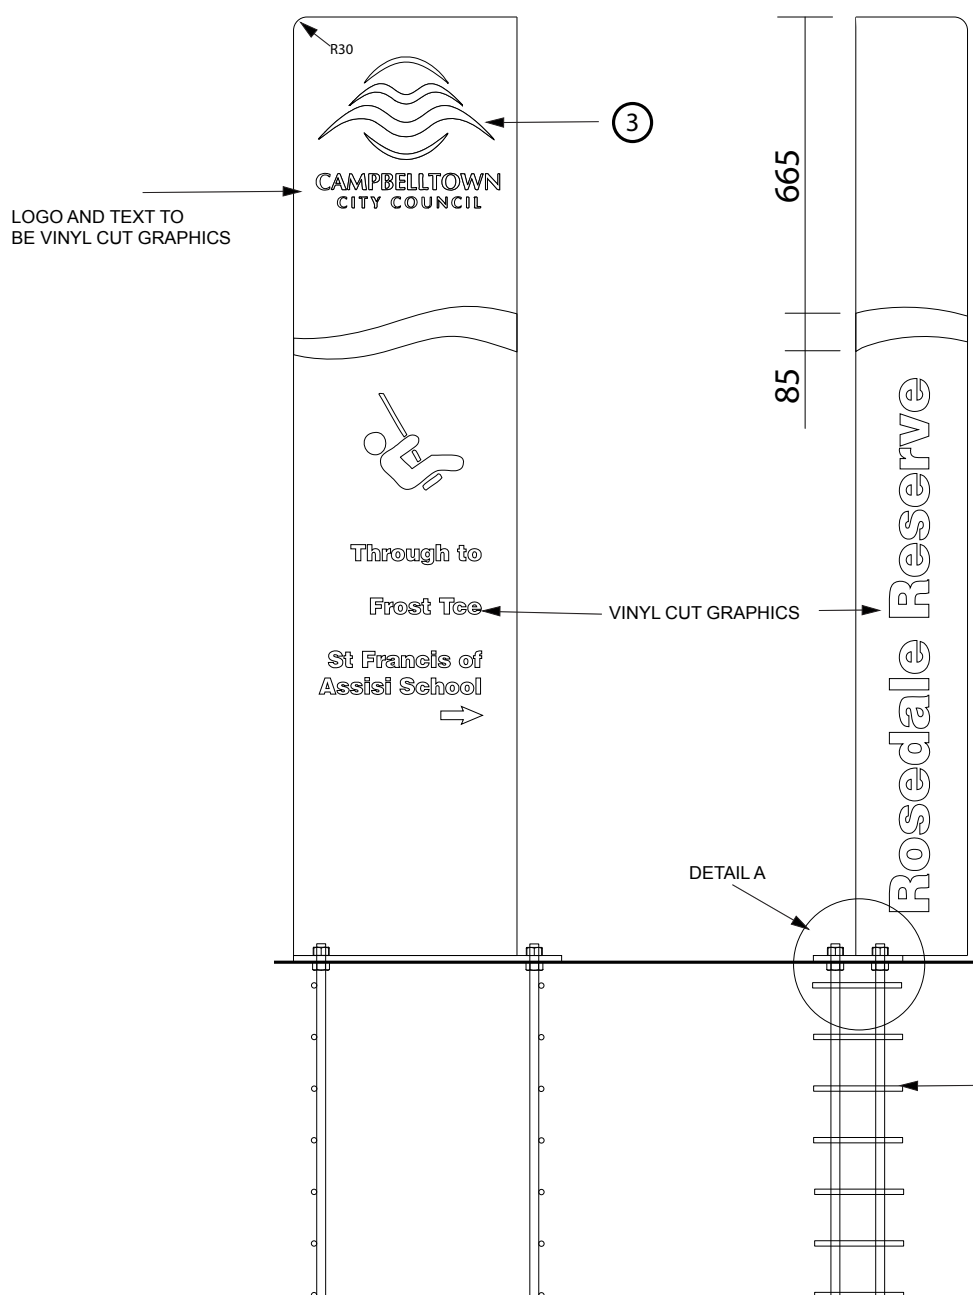 R30
3
CAMPBELLTOWN
CITY COUNCIL
LOGO AND TEXT TO
BE VINYL CUT GRAPHICS
665
85
Through to
Frost Tce
St Francis of
Assisi School
VINYL CUT GRAPHICS
Rosedale Reserve
DETAIL A